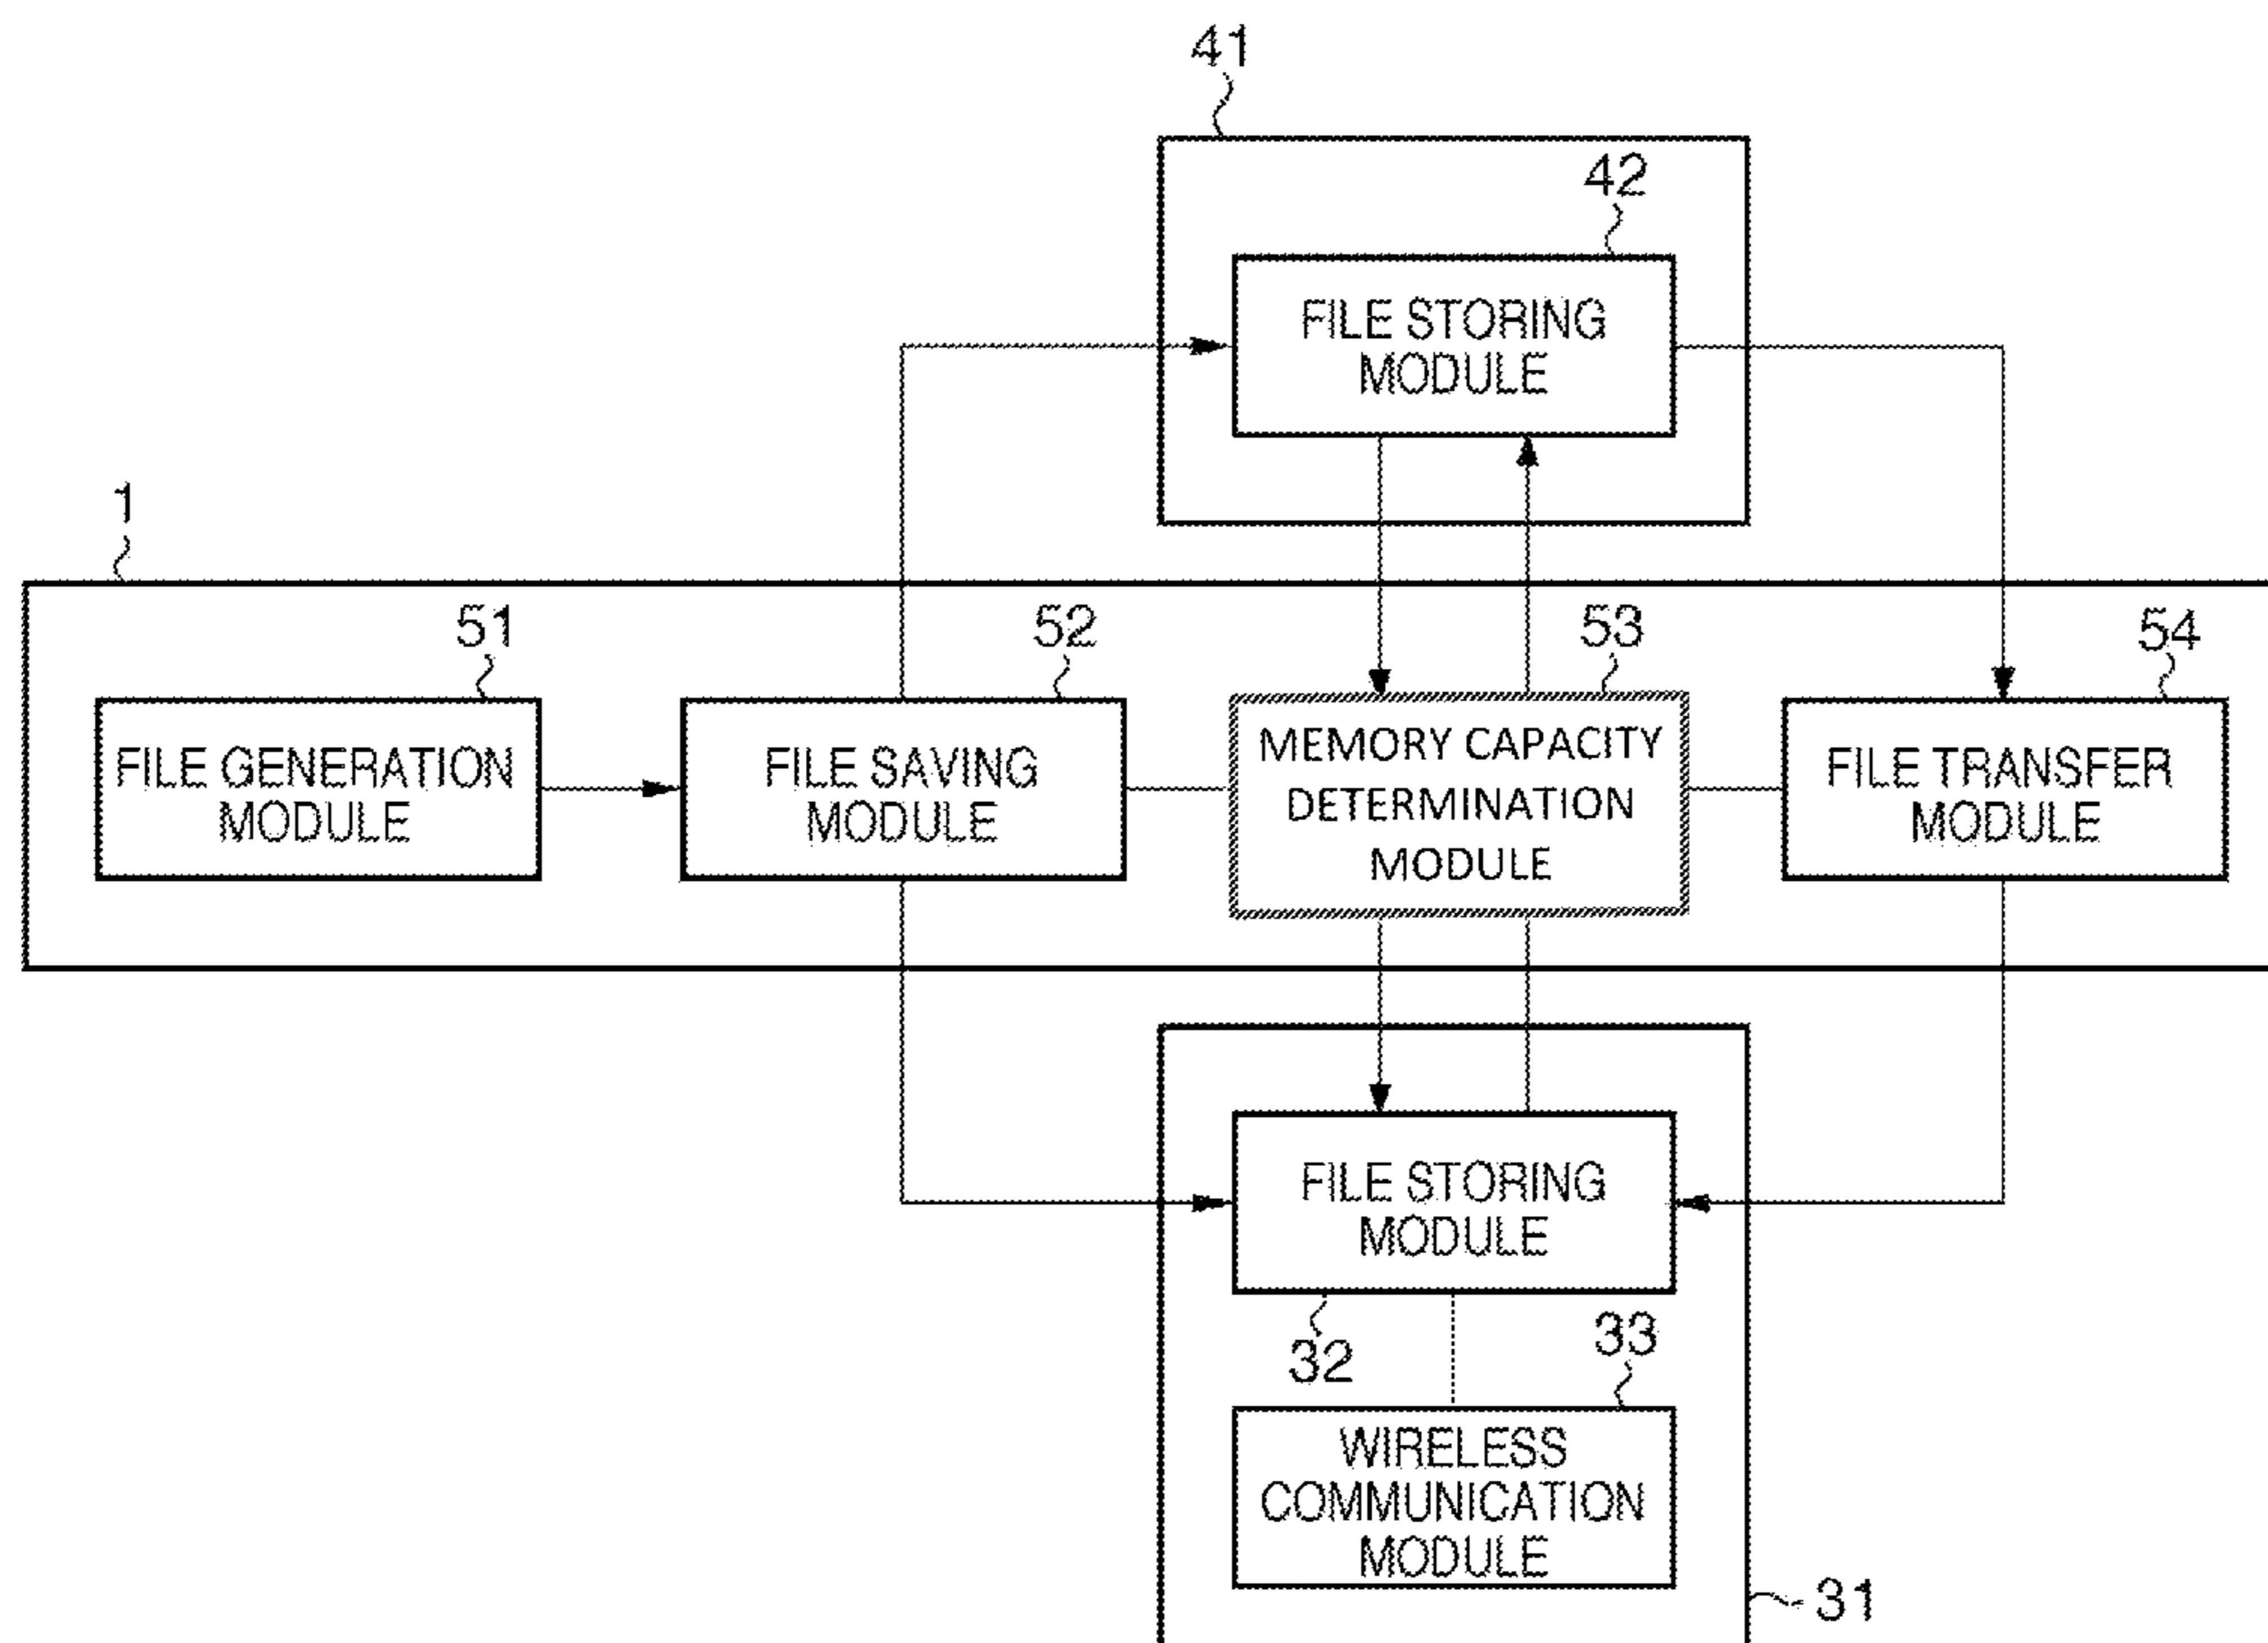 41
42
FILE STORING
MODULE
1
51
52
53
54
FILE GENERATION
MODULE
FILE SAVING
MODULE
MEMORY CAPACITY
DETERMINATION
MODULE
FILE TRANSFER
MODULE
FILE STORING
MODULE
32
33
WIRELESS
COMMUNICATION
MODULE
31